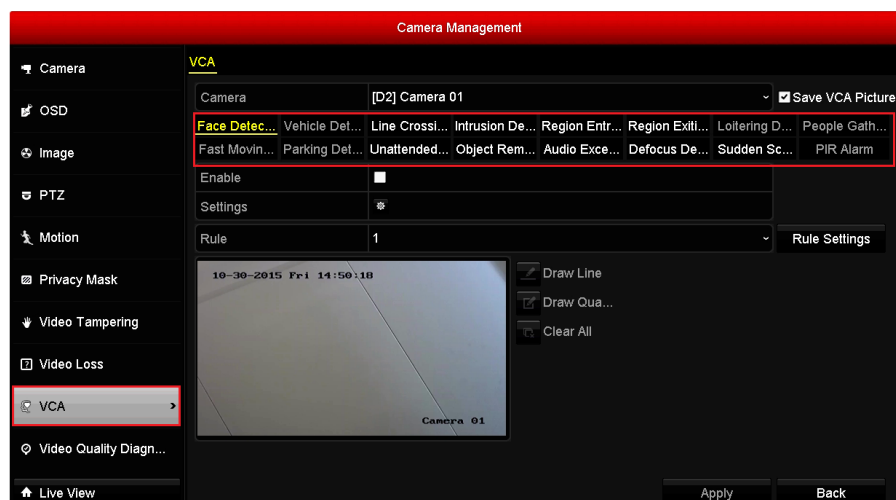 Camera Management
Camera
OSD
Image
PTZ
Motion
Privacy Mask
Video Tampering
Video Loss
VCA
Video Quality Diagn...
Live View
VCA
Camera [D2] Camera 01 Save VCA Picture
Face Detec... Vehicle Det... Line Crossi... Intrusion De... Region Entr... Region Exiti... Loitering D... People Gath...
Fast Movin... Parking Det... Unattended... Object Rem... Audio Exce... Defocus De... Sudden Sc... PIR Alarm
Enable
Settings
Rule 1 Rule Settings
10-30-2015 Fri 14:50:18
Camera 01
Draw Line
Draw Qua...
Clear All
Apply Back